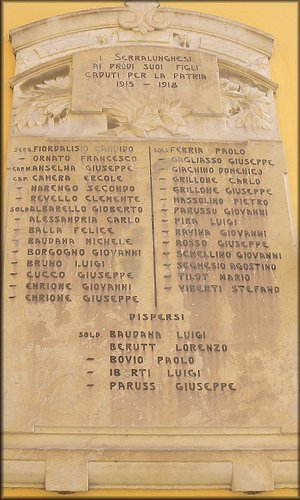 I SERRALUNGHESI
AI PRODI SUOI FIGLI
CADUTI PER LA PATRIA
1915 - 1918
SERG. FIORDALISIO CANDIDO
- ORNATO FRANCESCO
CAP.M. ANSELMA GIUSEPPE
CAP. CAMERA ERCOLE
- MARENGO SECONDO
- REVELLO CLEMENTE
SOLD. ALBARELLO GIOBERTO
- ALESSANDRIA CARLO
- BALLA FELICE
- BAUDANA MICHELE
- BORGOGNO GIOVANNI
- BRUNO LUIGI
- CUCCO GIUSEPPE
- ENRIONE GIOVANNI
- ENRIONE GIUSEPPE
SOLD. FERRIA PAOLO
- GAGLIASSO GIUSEPPE
- GIACHINO DOMENICO
- GRILLONE CARLO
- GRILLONE GIUSEPPE
- MASSOLINO PIETRO
- PARUSSO GIOVANNI
- PIRA LUIGI
- RAVINA GIOVANNI
- ROSSO GIUSEPPE
- SCHELLINO GIOVANNI
- SEGHESIO AGOSTINO
- TILOT MARIO
- VIBERTI STEFANO
DISPERSI
SOLD. BAUDANA LUIGI
- BERUTT LORENZO
- BOVIO PAOLO
- IB RTI LUIGI
- PARUSS GIUSEPPE